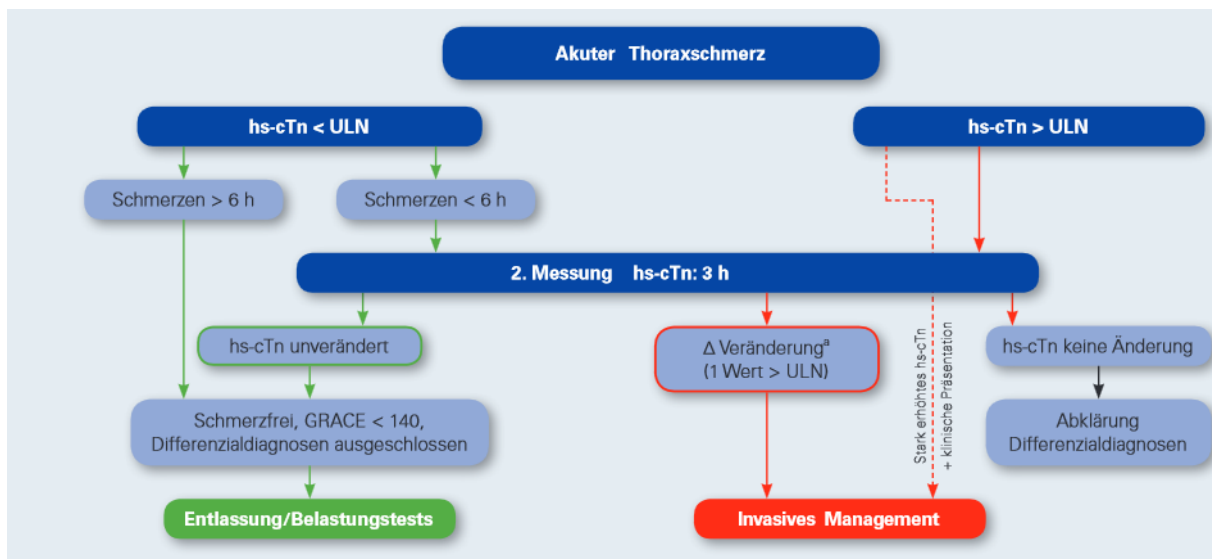 Akuter Thoraxschmerz
hs-cTn < ULN
hs-cTn > ULN
Schmerzen > 6 h
Schmerzen < 6 h
2. Messung hs-cTn: 3 h
hs-cTn unverändert
Δ Veränderungᵃ
(1 Wert > ULN)
Stark erhöhtes hs-cTn
+ klinische Präsentation
hs-cTn keine Änderung
Schmerzfrei, GRACE < 140,
Differenzialdiagnosen ausgeschlossen
Abklärung
Differenzialdiagnosen
Entlassung/Belastungstests
Invasives Management